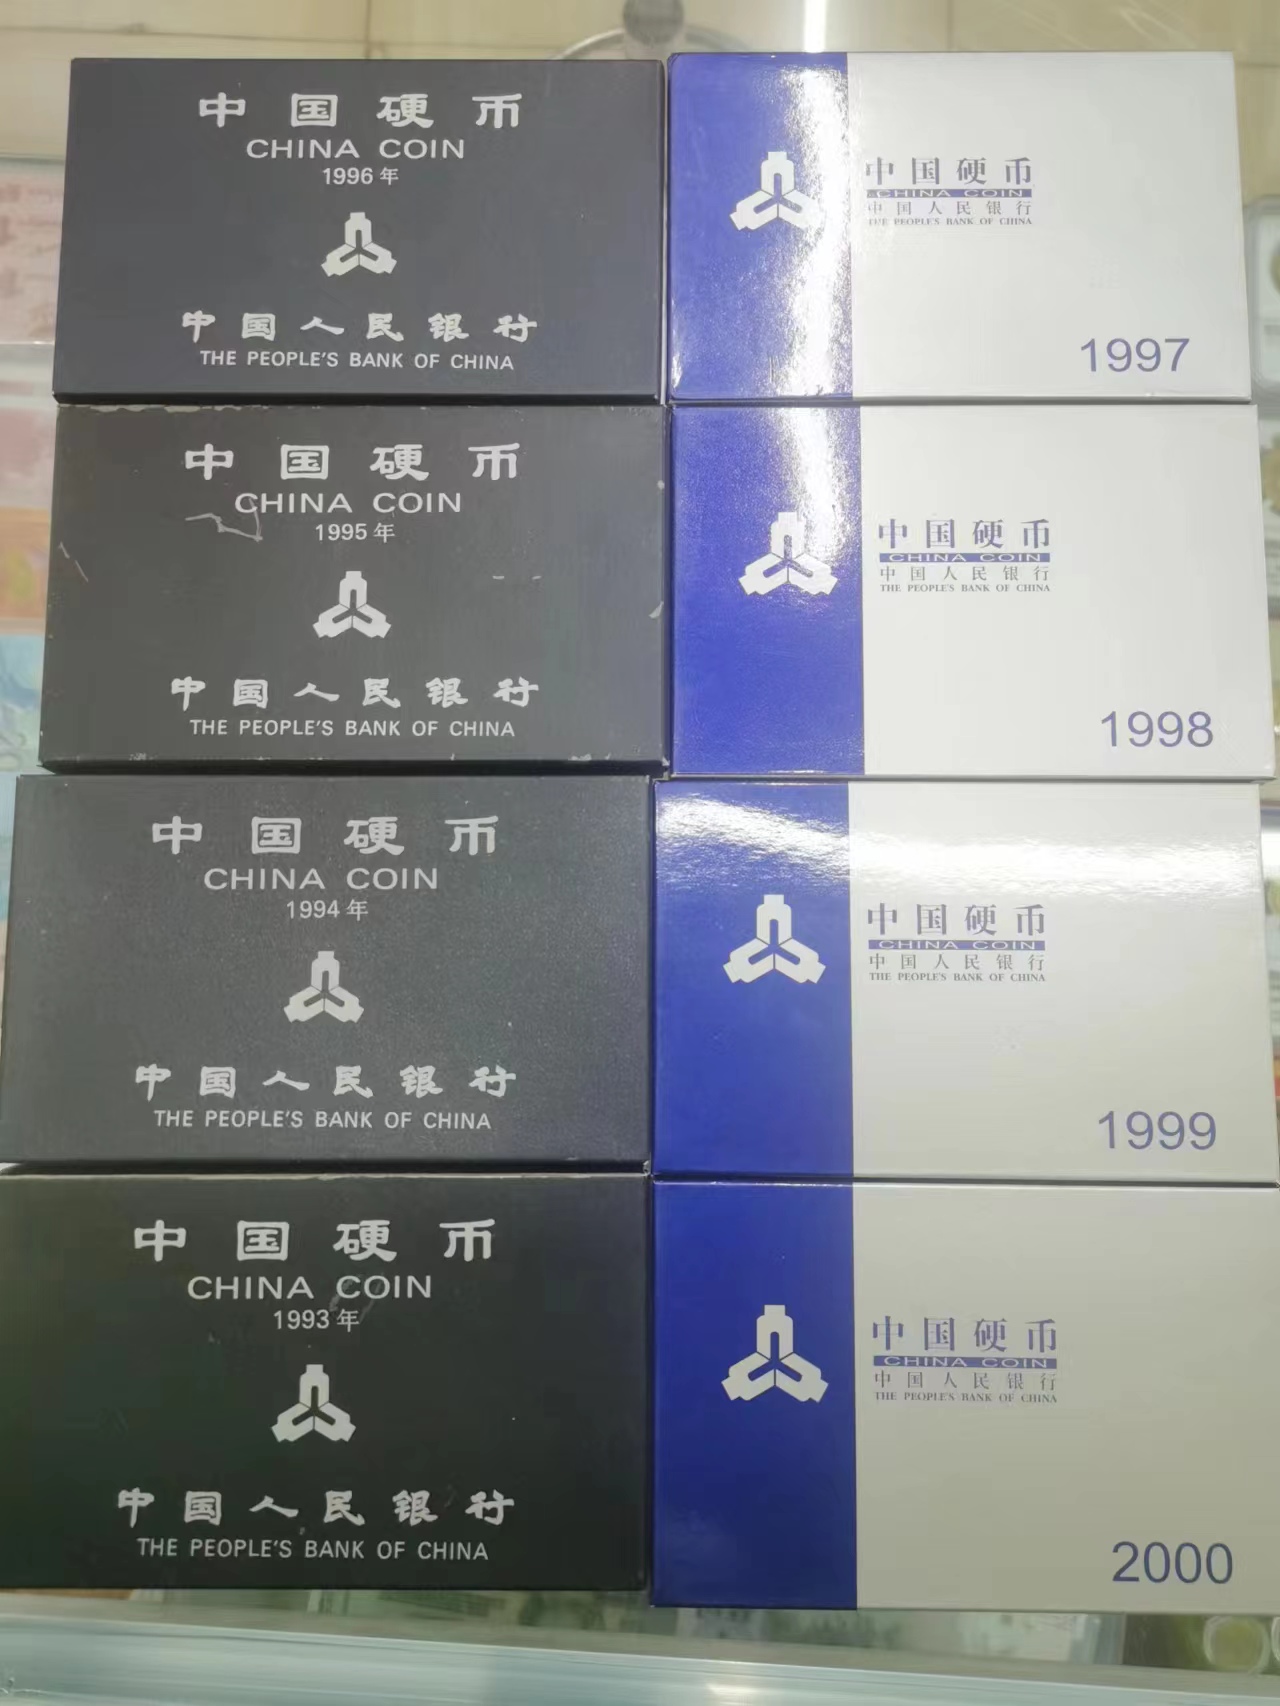 中国硬币
CHINA COIN
1996年
中国人民银行
THE PEOPLE'S BANK OF CHINA
中国硬币
CHINA COIN
中国人民银行
THE PEOPLE'S BANK OF CHINA
1997
中国硬币
CHINA COIN
1995年
中国人民银行
THE PEOPLE'S BANK OF CHINA
中国硬币
CHINA COIN
中国人民银行
THE PEOPLE'S BANK OF CHINA
1998
中国硬币
CHINA COIN
1994年
中国人民银行
THE PEOPLE'S BANK OF CHINA
中国硬币
CHINA COIN
中国人民银行
THE PEOPLE'S BANK OF CHINA
1999
中国硬币
CHINA COIN
1993年
中国人民银行
THE PEOPLE'S BANK OF CHINA
中国硬币
CHINA COIN
中国人民银行
THE PEOPLE'S BANK OF CHINA
2000